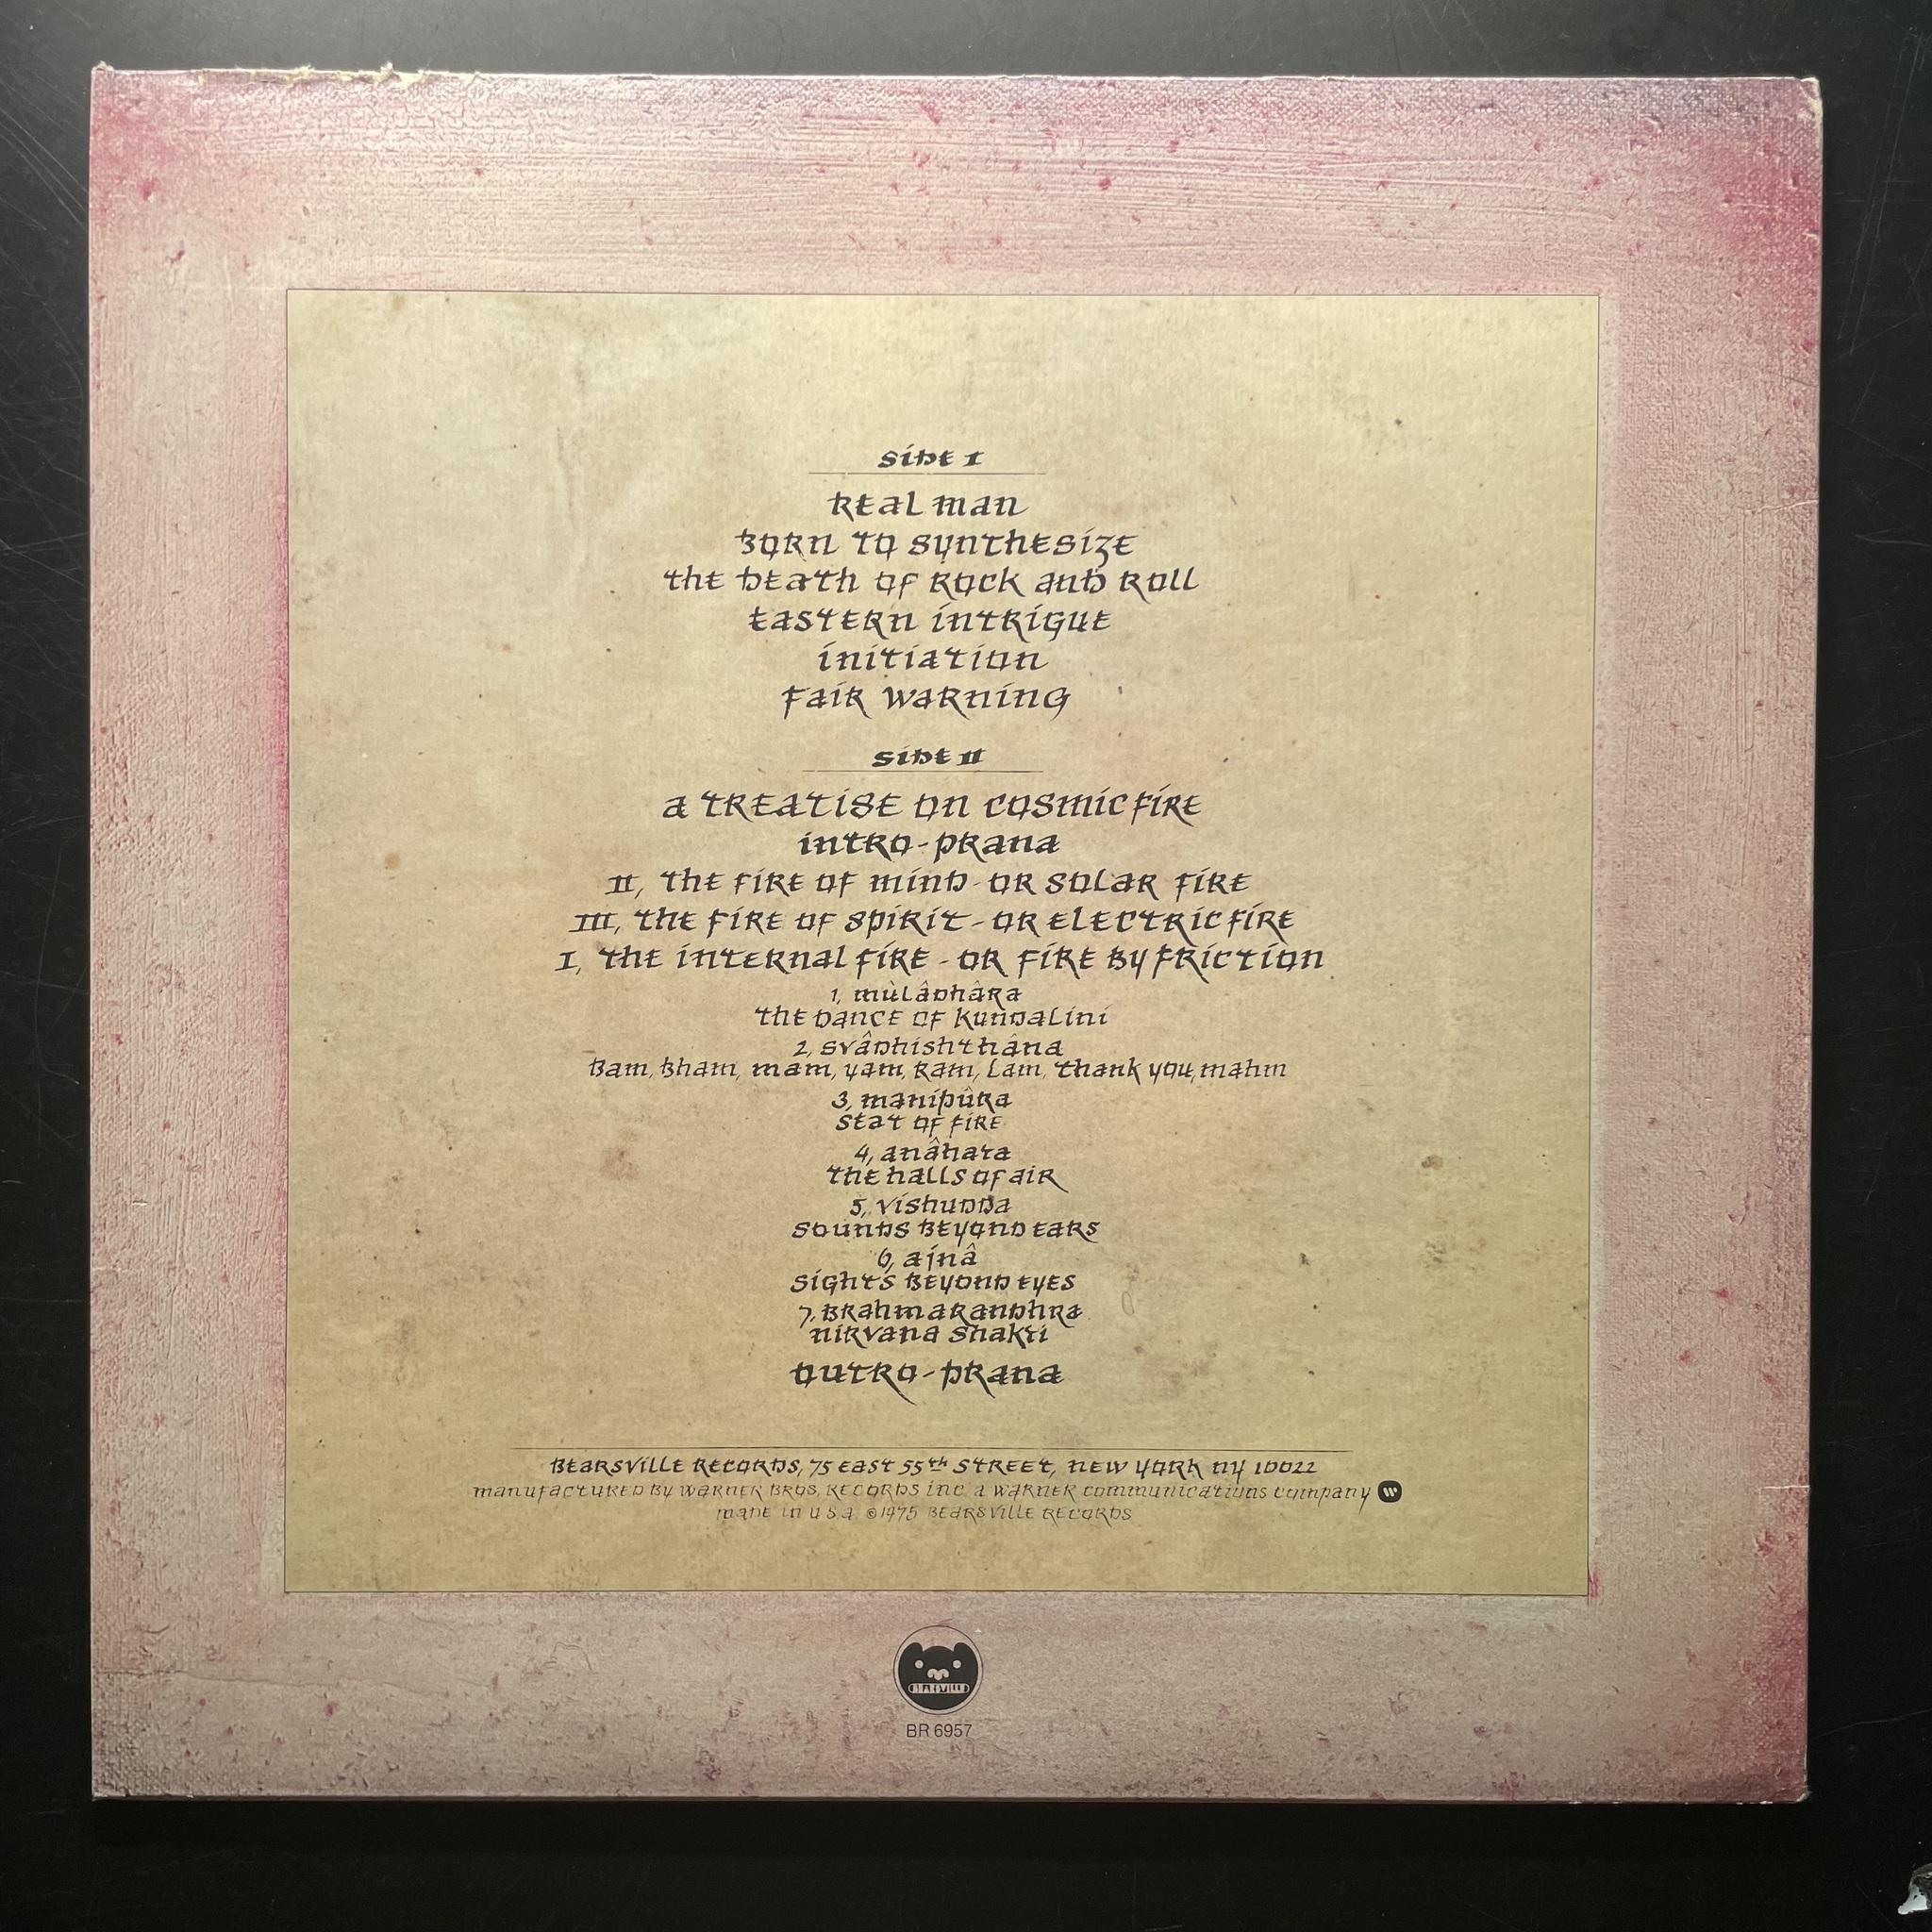 Side I
Real Man
Born To Synthesize
The Death Of Rock And Roll
Eastern Intrigue
Initiation
Fair Warning
Side II
A Treatise On Cosmic Fire
Intro-Prana
II, The Fire Of Mind-Or Solar Fire
III, The Fire Of Spirit-Or Electric Fire
I, The Internal Fire-Or Fire By Friction
1, Mùlâdhâra
The Dance Of Kundalini
2, Svâdhishthâna
Bam, Bham, Mam, Yam, Ram, Lam, Thank You, Mahm
3, Manipûra
Seat Of Fire
4, Anâhata
The Halls Of Air
5, Vishudda
Sounds Beyond Ears
6, Ajnâ
Sights Beyond Eyes
7, Brahmarandhra
Nirvana Shakti
Outro-Prana
Bearsville Records, 75 East 55th Street, New York NY 10022
Manufactured By Warner Bros. Records Inc. A Warner Communications Company
Made In U.S.A. ©1975 Bearsville Records
BEARSVILLE
BR 6957